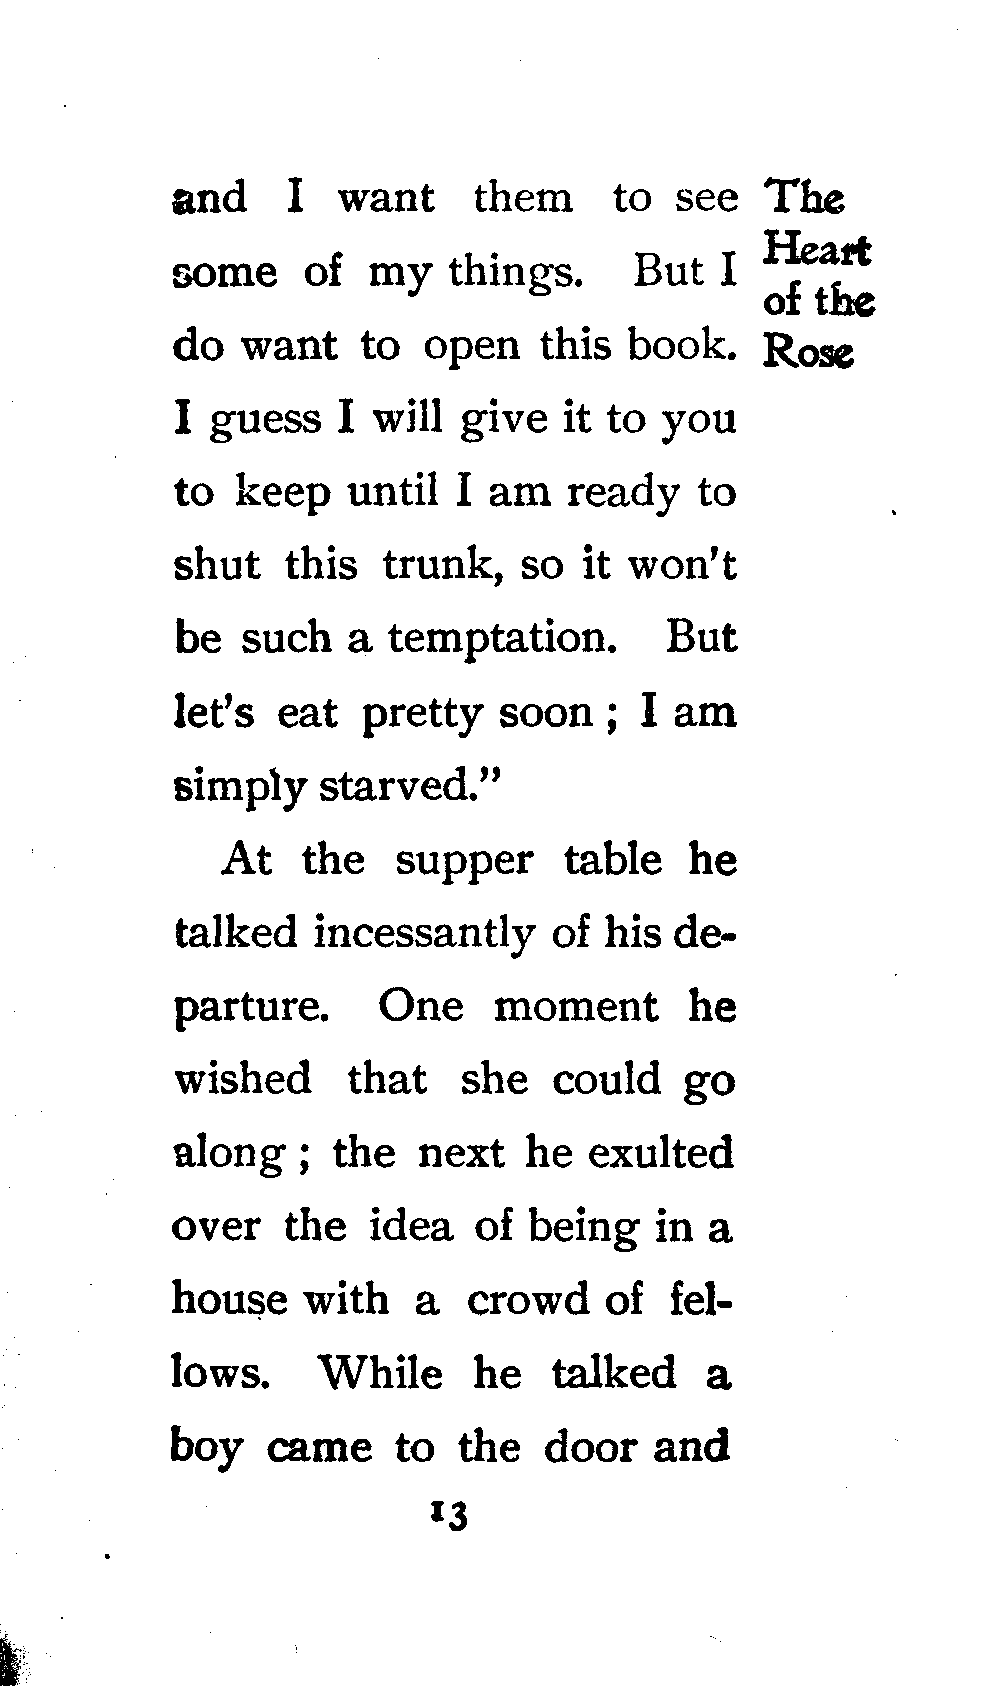 and I want them to see
some of my things. But I
do want to open this book.
I guess I will give it to you
to keep until I am ready to
shut this trunk, so it won't
be such a temptation. But
let's eat pretty soon ; I am
simply starved."
At the supper table he
talked incessantly of his de-
parture. One moment he
wished that she could go
along ; the next he exulted
over the idea of being in a
house with a crowd of fel-
lows. While he talked a
boy came to the door and
The
Heart
of the
Rose
13